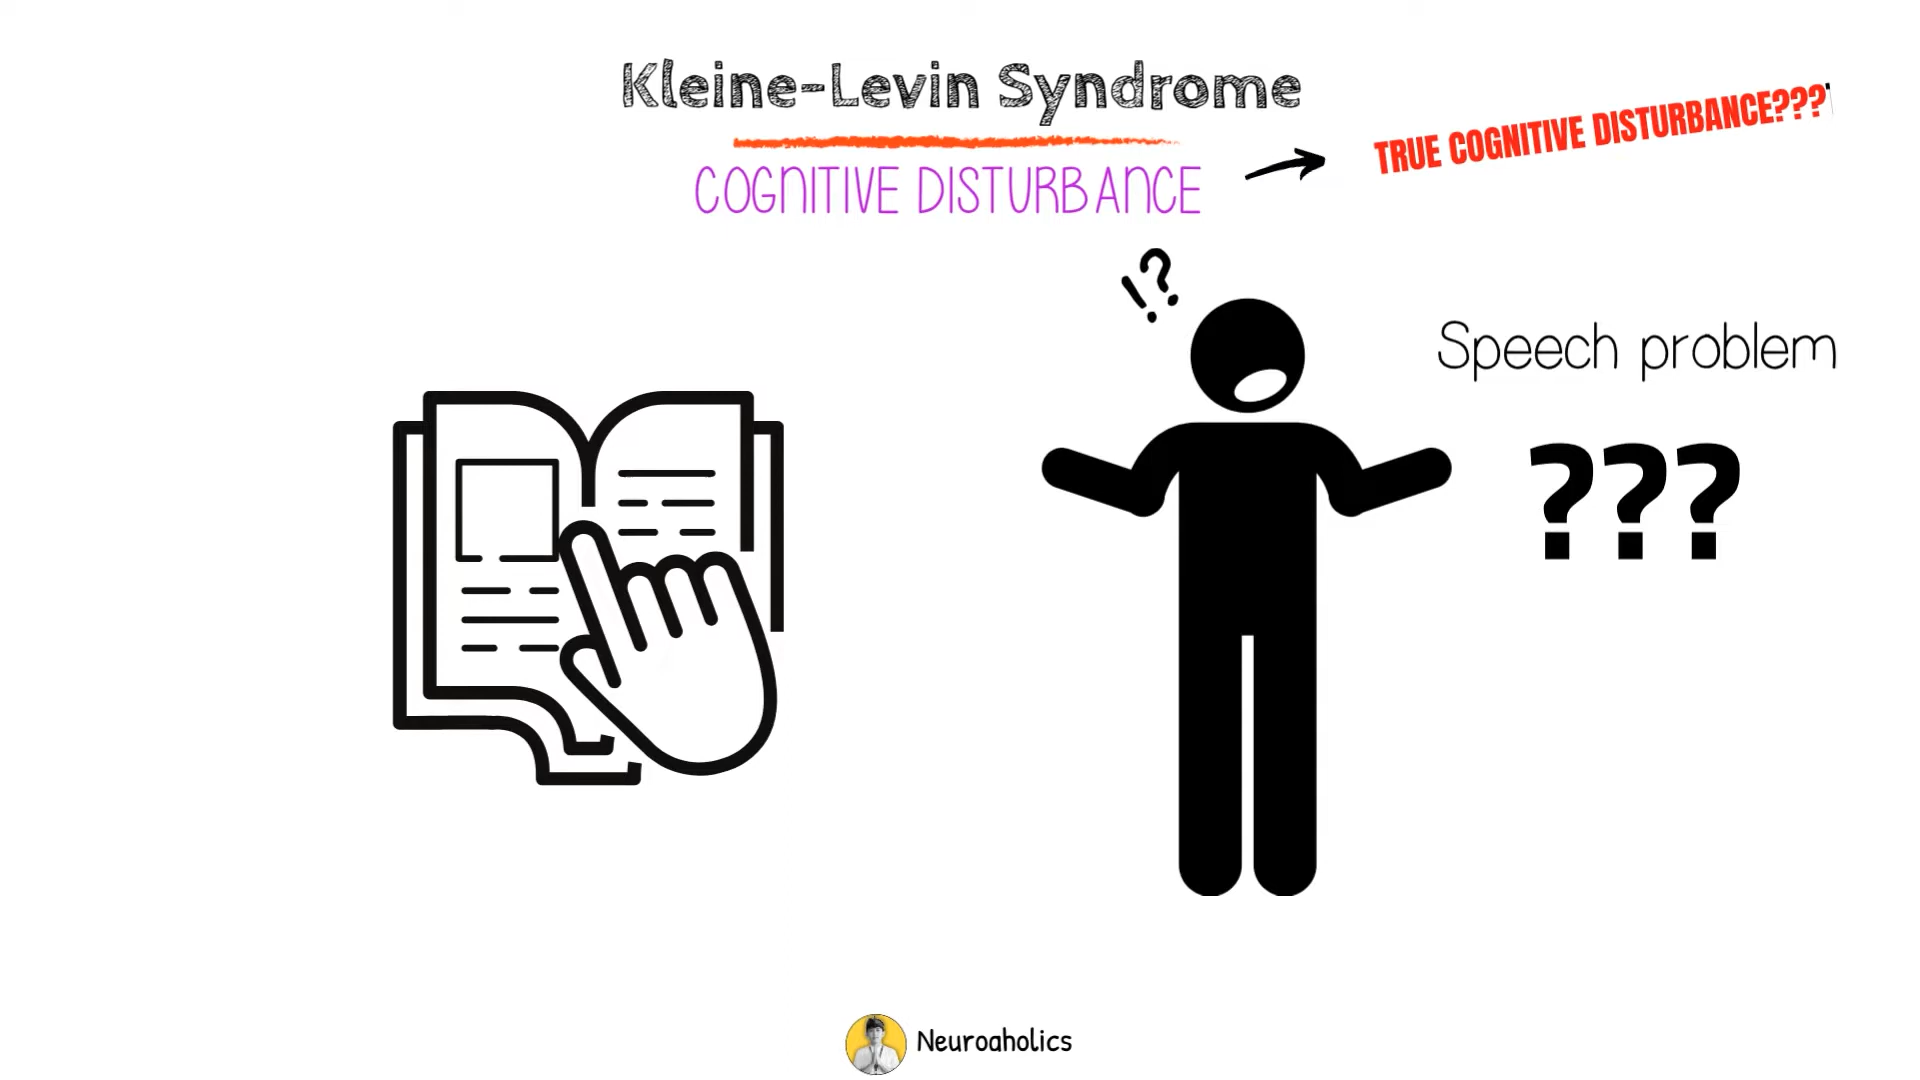 Kleine-Levin Syndrome
COGNITIVE DISTURBANCE
TRUE COGNITIVE DISTURBANCE???
!?
Speech problem
???
Neuroaholics